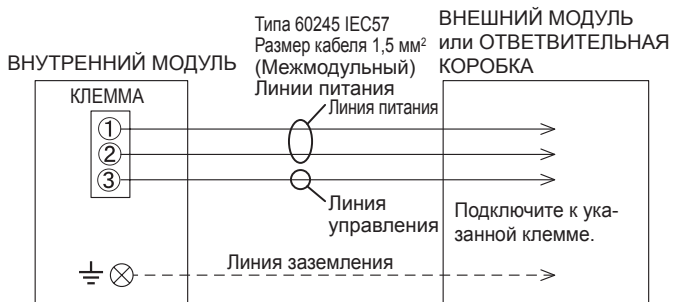 Типа 60245 IEC57
Размер кабеля 1,5 мм²
(Межмодульный)
Линии питания
ВНЕШНИЙ МОДУЛЬ
или ОТВЕТВИТЕЛЬНАЯ
КОРОБКА
ВНУТРЕННИЙ МОДУЛЬ
КЛЕММА
Линия питания
1
2
3
Линия
управления
Подключите к ука-
занной клемме.
Линия заземления